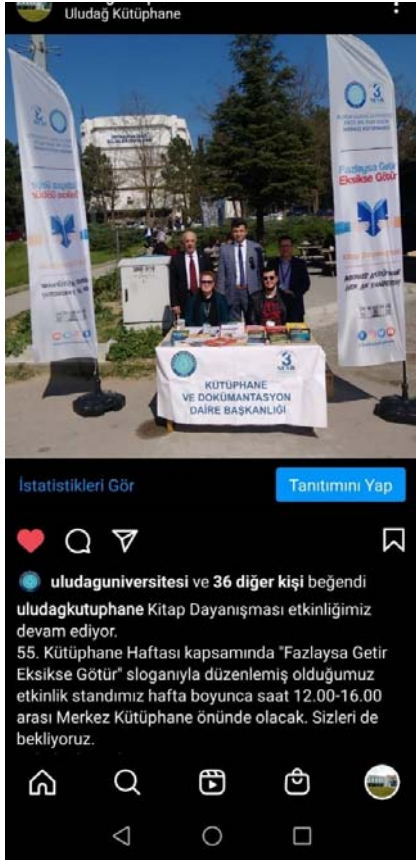 Uludağ Kütüphane
3
Fazlaysa Getir
Eksikse Götür
3
KÜTÜPHANE
VE DOKÜMANTASYON
DAİRE BAŞKANLIĞI
İstatistikleri Gör
Tanıtımını Yap
uludaguniversitesi ve 36 diğer kişi beğendi
uludagkutuphane Kitap Dayanışması etkinliğimiz
devam ediyor.
55. Kütüphane Haftası kapsamında "Fazlaysa Getir
Eksikse Götür" sloganıyla düzenlemiş olduğumuz
etkinlik standımız hafta boyunca saat 12.00-16.00
arası Merkez Kütüphane önünde olacak. Sizleri de
bekliyoruz.